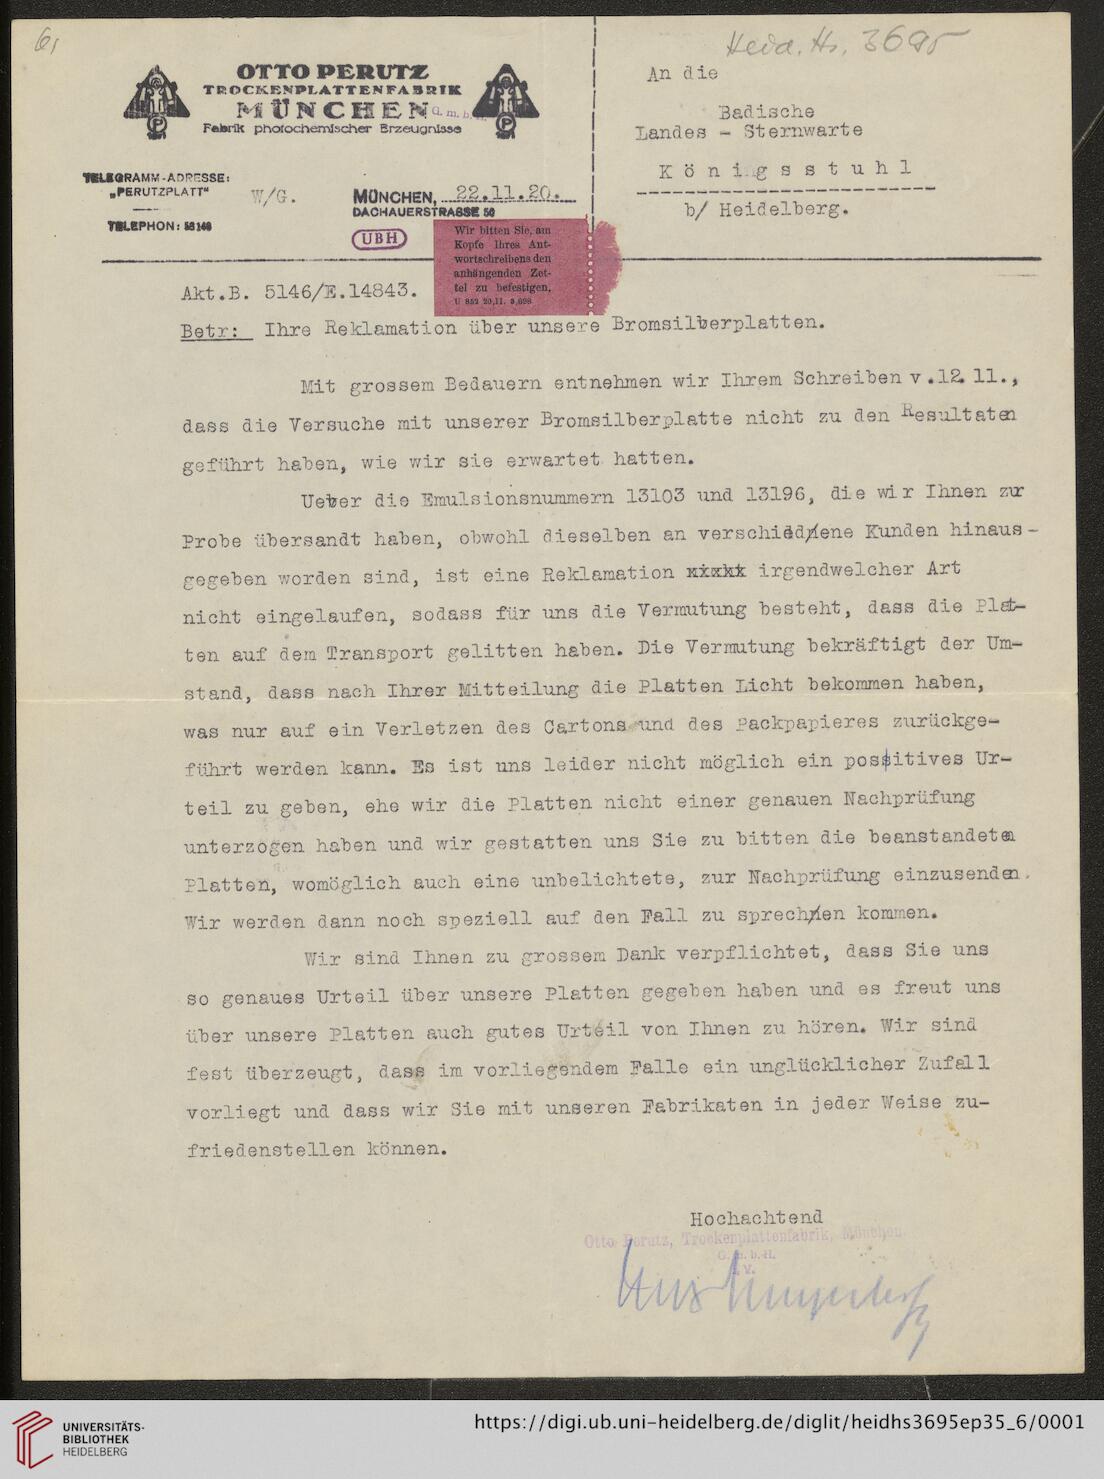 6,
Heid. Hs. 3695
OTTO PERUTZ
TROCKENPLATTENFABRIK
MÜNCHEN G.m.b.H.
Fabrik photochemischer Erzeugnisse
An die
Badische
Landes - Sternwarte
Königsstuhl
b/ Heidelberg.
TELEGRAMM-ADRESSE:
„PERUTZPLATT"
TELEPHON:
W/G.
MÜNCHEN, 22.11.20.
DACHAUERSTRASSE 50
UBH
Wir bitten Sie, am
Kopfe Ihres Ant-
wortschreibens den
anhängenden Zet-
tel zu befestigen,
U 852 20,11.
Akt.B. 5146/E.14843.
Betr: Ihre Reklamation über unsere Bromsilberplatten.
Mit grossem Bedauern entnehmen wir Ihrem Schreiben v.12.11.,
dass die Versuche mit unserer Bromsilberplatte nicht zu den Resultaten
geführt haben, wie wir sie erwartet hatten.
Ueber die Emulsionsnummern 13103 und 13196, die wir Ihnen zur
Probe übersandt haben, obwohl dieselben an verschiedene Kunden hinaus-
gegeben worden sind, ist eine Reklamation irgendwelcher Art
nicht eingelaufen, sodass für uns die Vermutung besteht, dass die Plat-
ten auf dem Transport gelitten haben. Die Vermutung bekräftigt der Um-
stand, dass nach Ihrer Mitteilung die Platten Licht bekommen haben,
was nur auf ein Verletzen des Cartons und des Packpapieres zurückge-
führt werden kann. Es ist uns leider nicht möglich ein positives Ur-
teil zu geben, ehe wir die Platten nicht einer genauen Nachprüfung
unterzogen haben und wir gestatten uns Sie zu bitten die beanstandeten
Platten, womöglich auch eine unbelichtete, zur Nachprüfung einzusenden.
Wir werden dann noch speziell auf den Fall zu sprechen kommen.
Wir sind Ihnen zu grossem Dank verpflichtet, dass Sie uns
so genaues Urteil über unsere Platten gegeben haben und es freut uns
über unsere Platten auch gutes Urteil von Ihnen zu hören. Wir sind
fest überzeugt, dass im vorliegendem Falle ein unglücklicher Zufall
vorliegt und dass wir Sie mit unseren Fabrikaten in jeder Weise zu-
friedenstellen können.
Hochachtend
Otto Perutz, Trockenplattenfabrik, München
G.m.b.H.
UNIVERSITÄTS-
BIBLIOTHEK
HEIDELBERG
https://digi.ub.uni-heidelberg.de/diglit/heidhs3695ep35_6/0001